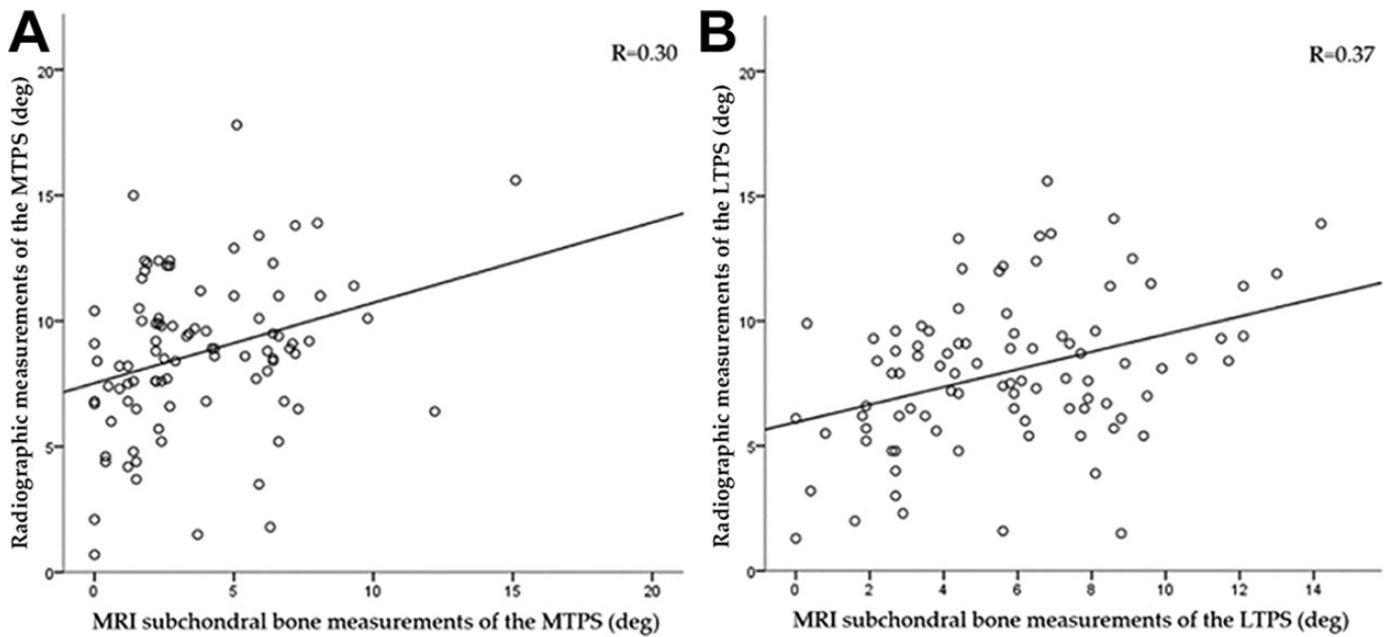 A
R=0.30
Radiographic measurements of the MTPS (deg)
20
15
10
5
0
0 5 10 15 20
MRI subchondral bone measurements of the MTPS (deg)
B
R=0.37
Radiographic measurements of the LTPS (deg)
20
15
10
5
0
0 2 4 6 8 10 12 14
MRI subchondral bone measurements of the LTPS (deg)